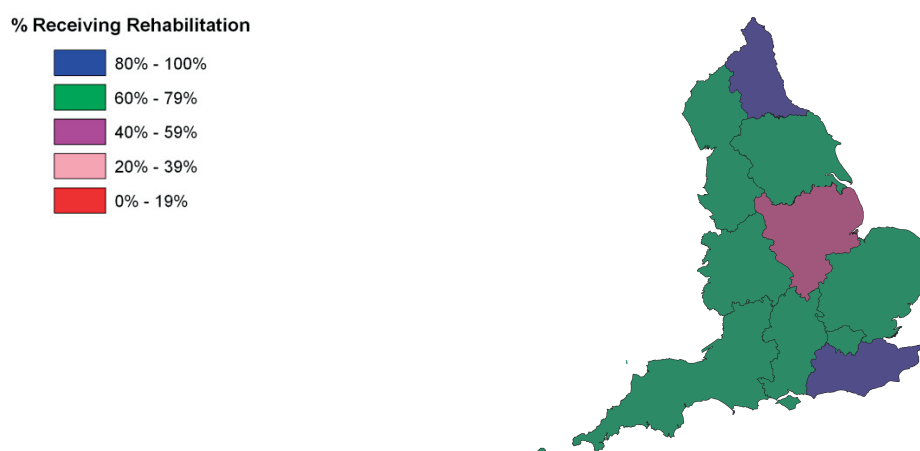 % Receiving Rehabilitation
80% - 100%
60% - 79%
40% - 59%
20% - 39%
0% - 19%